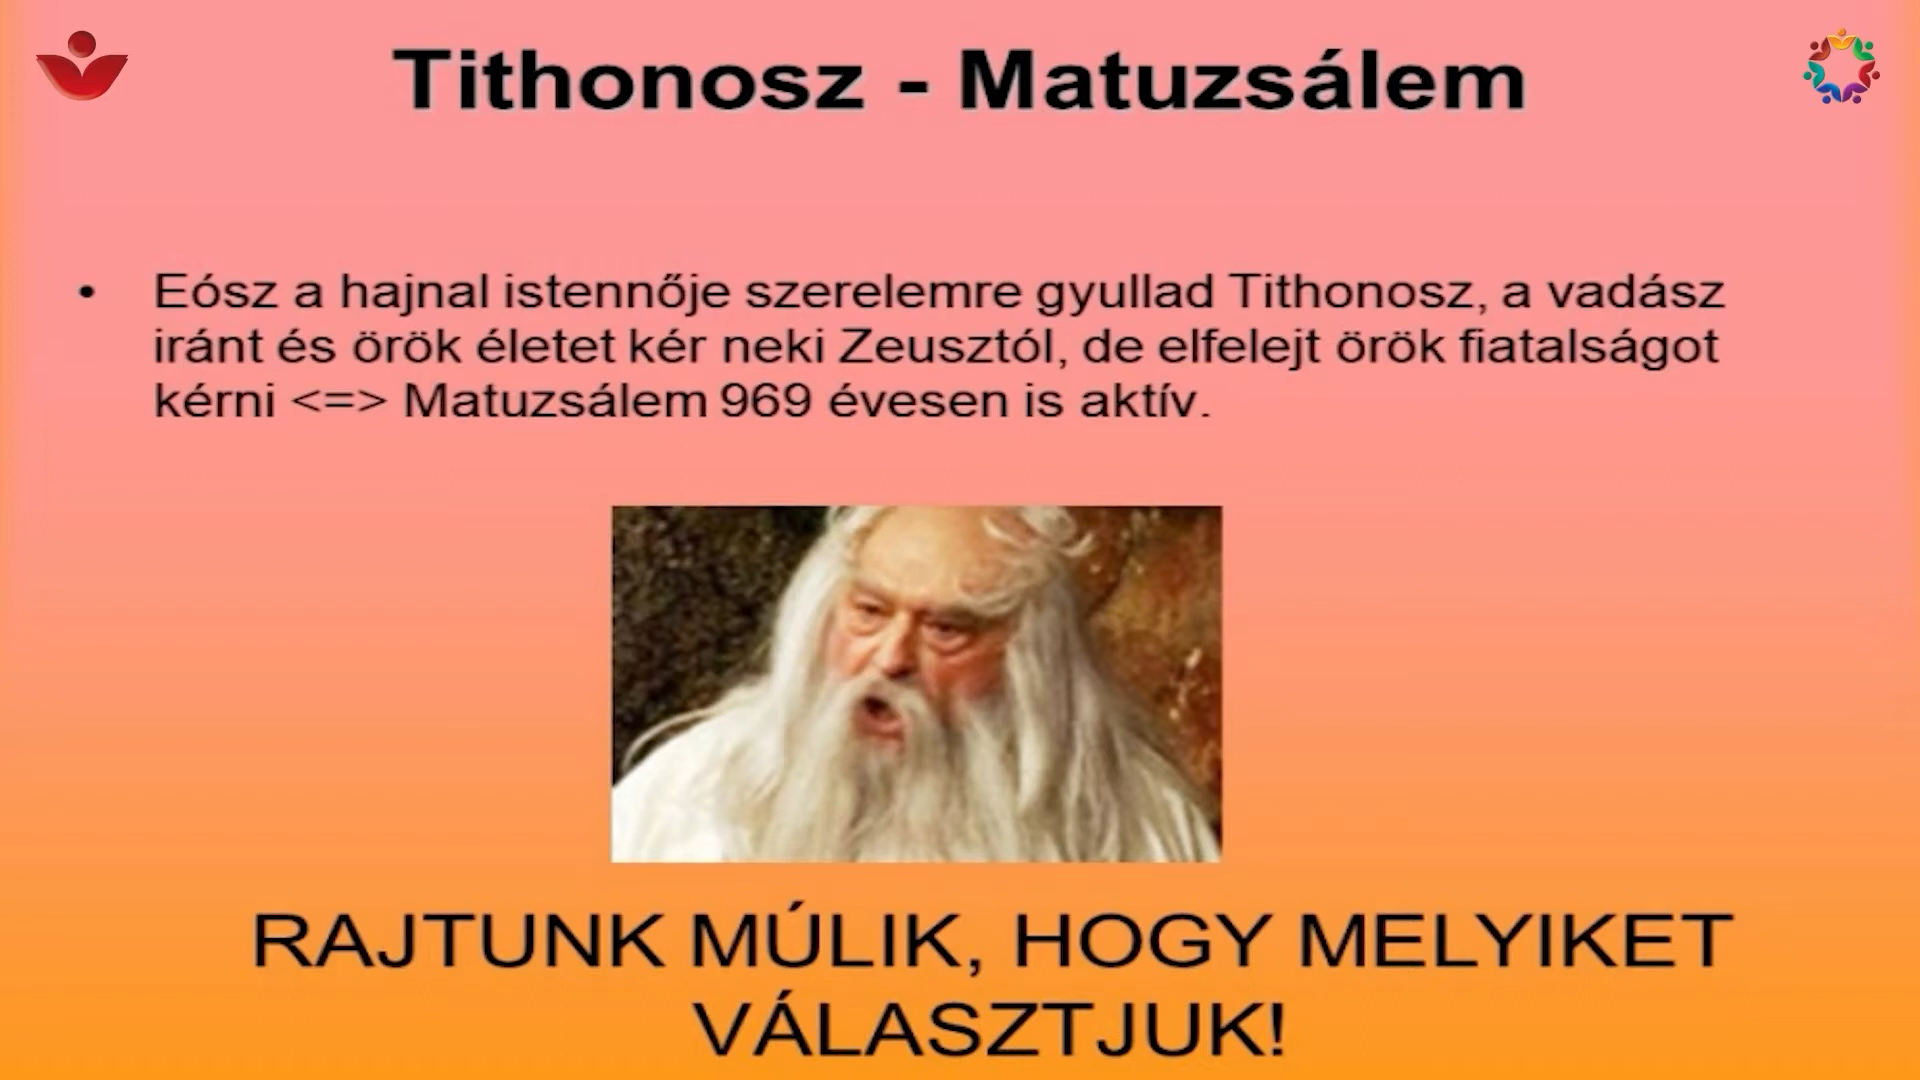 Tithonosz - Matuzsálem
• Eósz a hajnal istennője szerelemre gyullad Tithonosz, a vadász
iránt és örök életet kér neki Zeusztól, de elfelejt örök fiatalságot
kérni <=> Matuzsálem 969 évesen is aktív.
RAJTUNK MÚLIK, HOGY MELYIKET
VÁLASZTJUK!